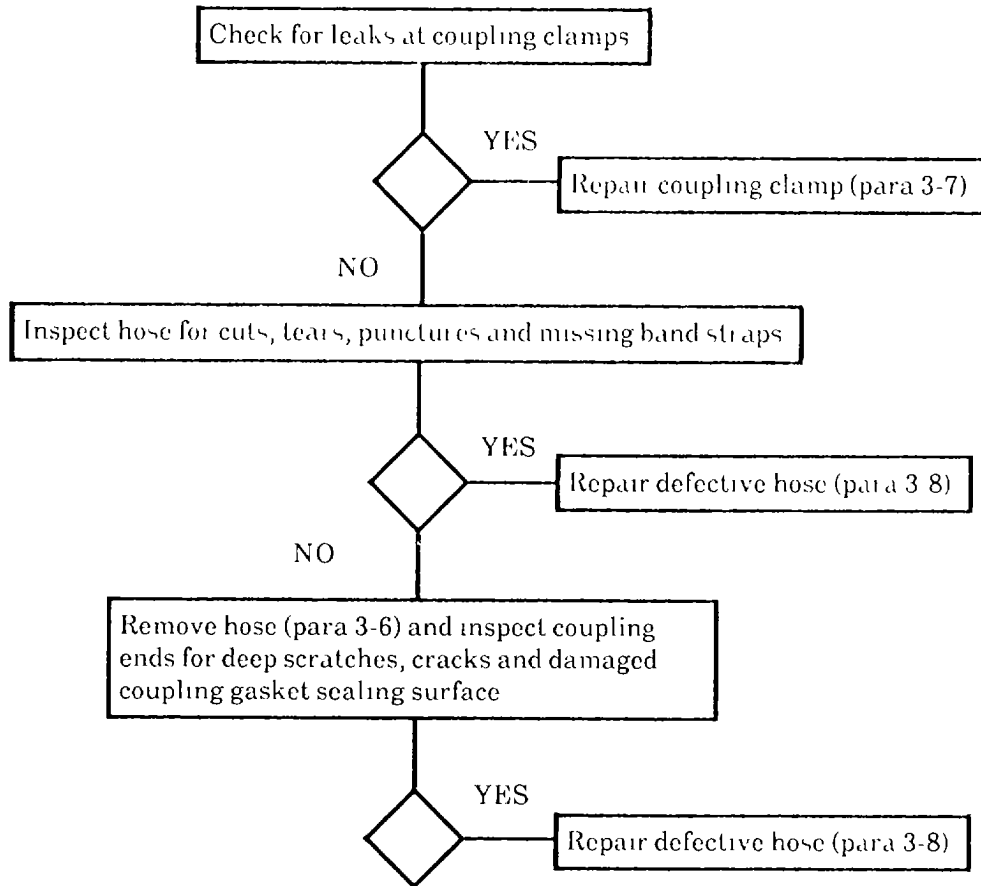 Check for leaks at coupling clamps
YES
Repair coupling clamp (para 3-7)
NO
Inspect hose for cuts, tears, punctures and missing band straps
YES
Repair defective hose (para 3 8)
NO
Remove hose (para 3-6) and inspect coupling
ends for deep scratches, cracks and damaged
coupling gasket sealing surface
YES
Repair defective hose (para 3-8)